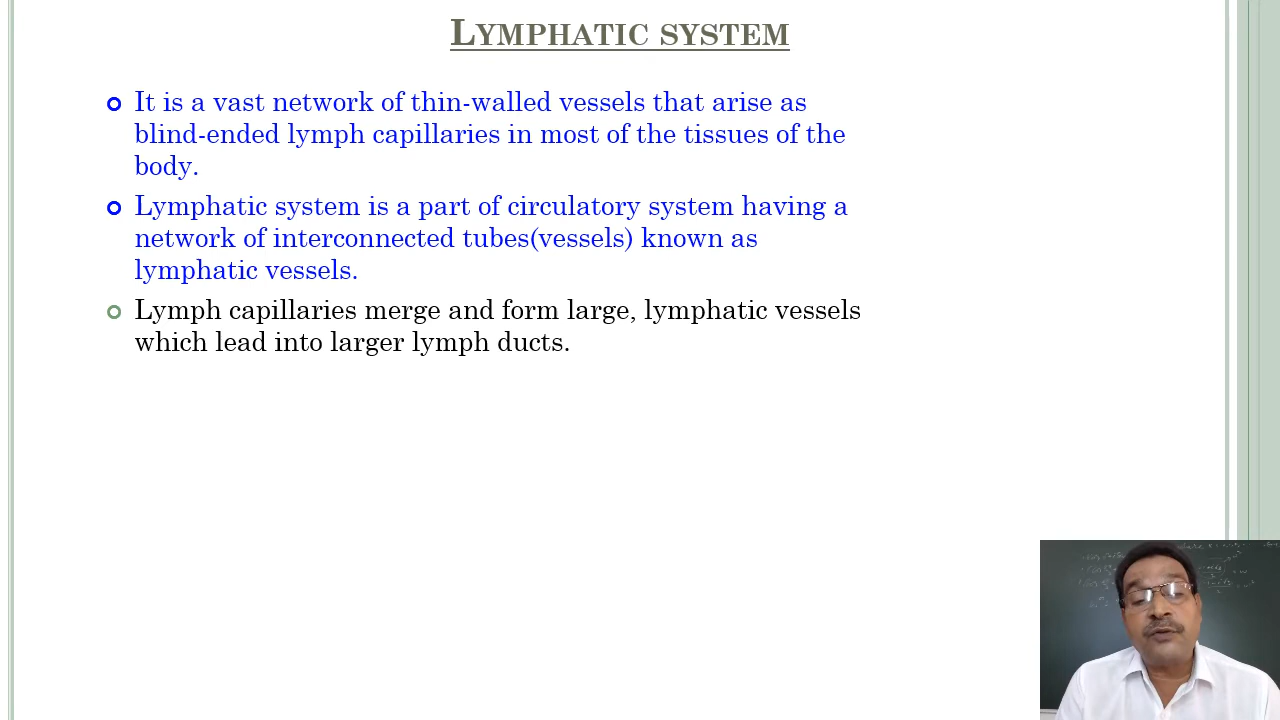 LYMPHATIC SYSTEM
It is a vast network of thin-walled vessels that arise as
blind-ended lymph capillaries in most of the tissues of the
body.
Lymphatic system is a part of circulatory system having a
network of interconnected tubes(vessels) known as
lymphatic vessels.
Lymph capillaries merge and form large, lymphatic vessels
which lead into larger lymph ducts.